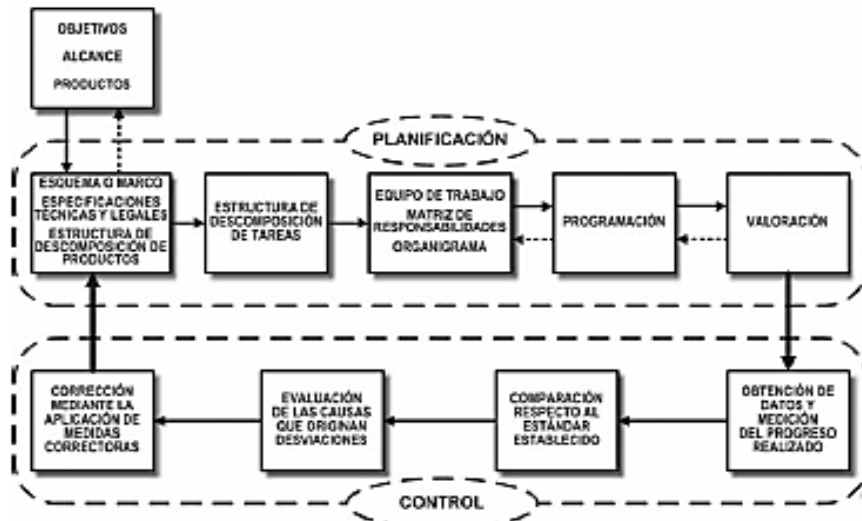 OBJETIVOS
ALCANCE
PRODUCTOS
PLANIFICACIÓN
ESQUEMA O MARCO
ESPECIFICACIONES
TÉCNICAS Y LEGALES
ESTRUCTURA DE
DESCOMPOSICIÓN DE
PRODUCTOS
ESTRUCTURA DE
DESCOMPOSICIÓN
DE TAREAS
EQUIPO DE TRABAJO
MATRIZ DE
RESPONSABILIDADES
ORGANIGRAMA
PROGRAMACIÓN
VALORACIÓN
CORRECCIÓN
MEDIANTE LA
APLICACIÓN DE
MEDIDAS
CORRECTORAS
EVALUACIÓN
DE LAS CAUSAS
QUE ORIGINAN
DESVIACIONES
COMPARACIÓN
RESPECTO AL
ESTÁNDAR
ESTABLECIDO
OBTENCIÓN DE
DATOS Y
MEDICIÓN
DEL PROGRESO
REALIZADO
CONTROL